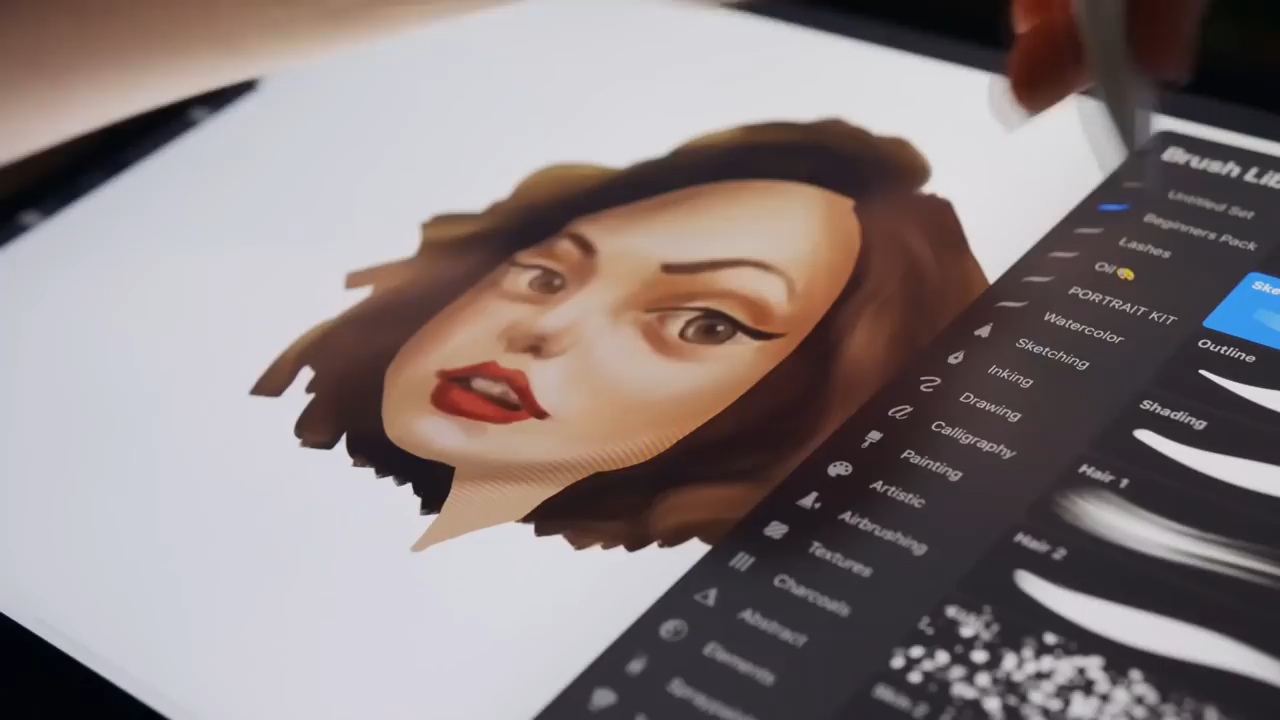 Brush Lib
Untitled Set
Beginners Pack
Lashes
Oil🎨
PORTRAIT KIT
Watercolor
Sketching
Inking
Drawing
Calligraphy
Painting
Artistic
Airbrushing
Textures
Charcoals
Abstract
Elements
Ske
Outline
Shading
Hair 1
Hair 2